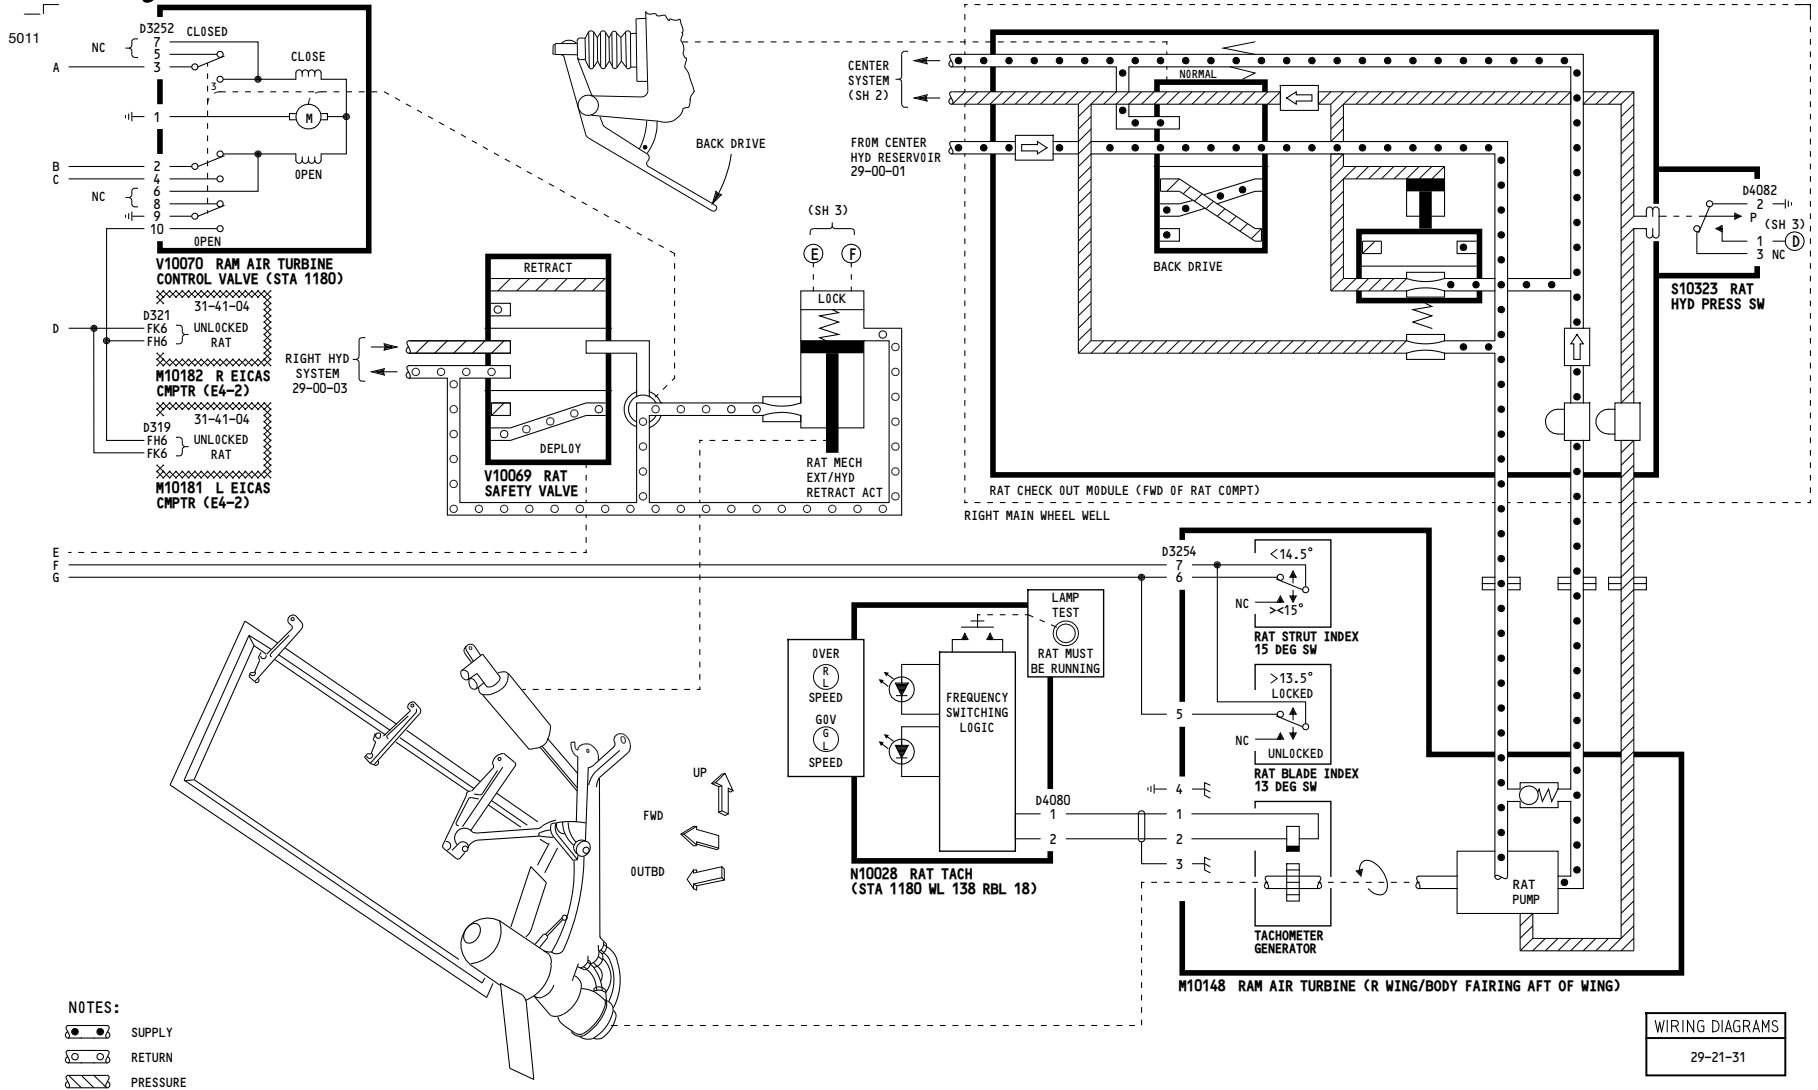 5011
D3252
NC
7
5
3
A
CLOSED
CLOSE
3
1
M
B
C
2
4
6
NC
8
9
10
OPEN
OPEN
V10070 RAM AIR TURBINE
CONTROL VALVE (STA 1180)
31-41-04
D321
D
FK6
FH6
UNLOCKED
RAT
M10182 R EICAS
CMPTR (E4-2)
31-41-04
D319
FH6
FK6
UNLOCKED
RAT
M10181 L EICAS
CMPTR (E4-2)
BACK DRIVE
RETRACT
RIGHT HYD
SYSTEM
29-00-03
DEPLOY
V10069 RAT
SAFETY VALVE
(SH 3)
E
F
LOCK
RAT MECH
EXT/HYD
RETRACT ACT
CENTER
SYSTEM
(SH 2)
FROM CENTER
HYD RESERVOIR
29-00-01
NORMAL
BACK DRIVE
D4082
2
P
(SH 3)
1
D
3 NC
S10323 RAT
HYD PRESS SW
RAT CHECK OUT MODULE (FWD OF RAT COMPT)
RIGHT MAIN WHEEL WELL
E
F
G
D3254
7
6
<14.5°
NC
><15°
RAT STRUT INDEX
15 DEG SW
>13.5°
LOCKED
5
NC
UNLOCKED
RAT BLADE INDEX
13 DEG SW
LAMP
TEST
RAT MUST
BE RUNNING
OVER
R
L
SPEED
GOV
G
L
SPEED
FREQUENCY
SWITCHING
LOGIC
D4080
1
2
N10028 RAT TACH
(STA 1180 WL 138 RBL 18)
4
1
2
3
TACHOMETER
GENERATOR
RAT
PUMP
M10148 RAM AIR TURBINE (R WING/BODY FAIRING AFT OF WING)
UP
FWD
OUTBD
NOTES:
SUPPLY
RETURN
PRESSURE
WIRING DIAGRAMS
29-21-31